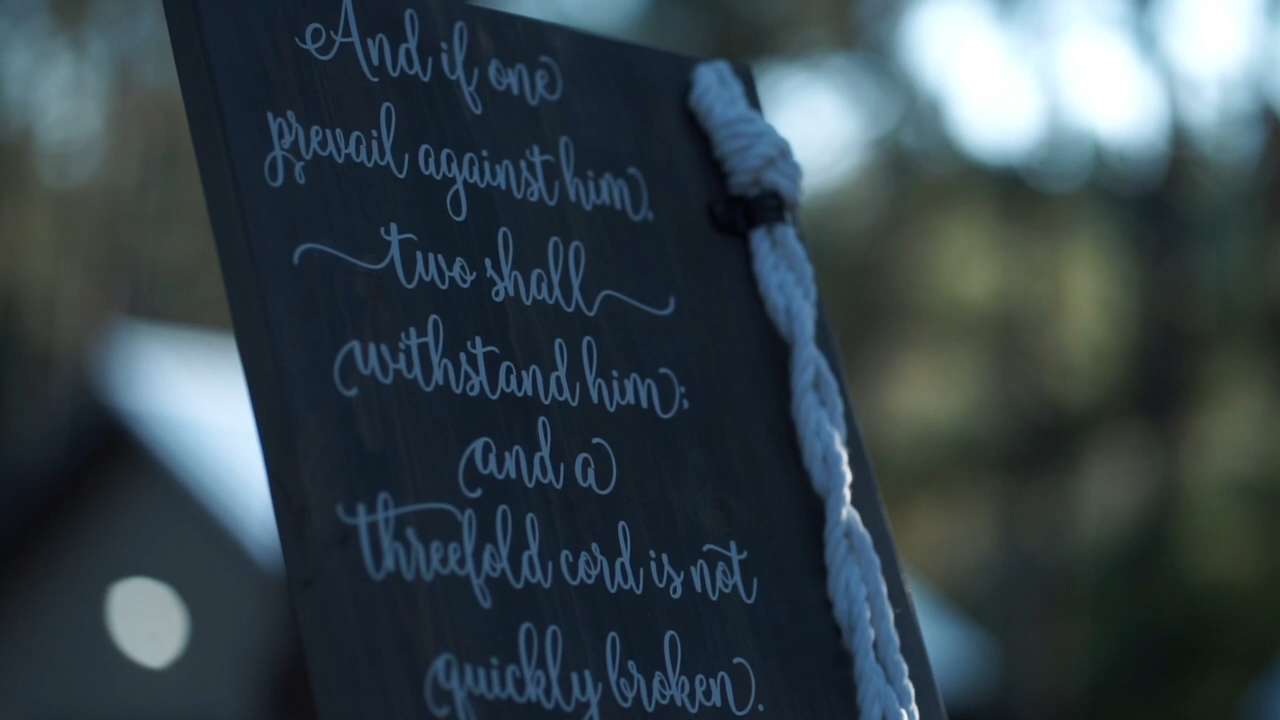 And if one
prevail against him.
two shall
withstand him;
and a
threefold cord is not
quickly broken.